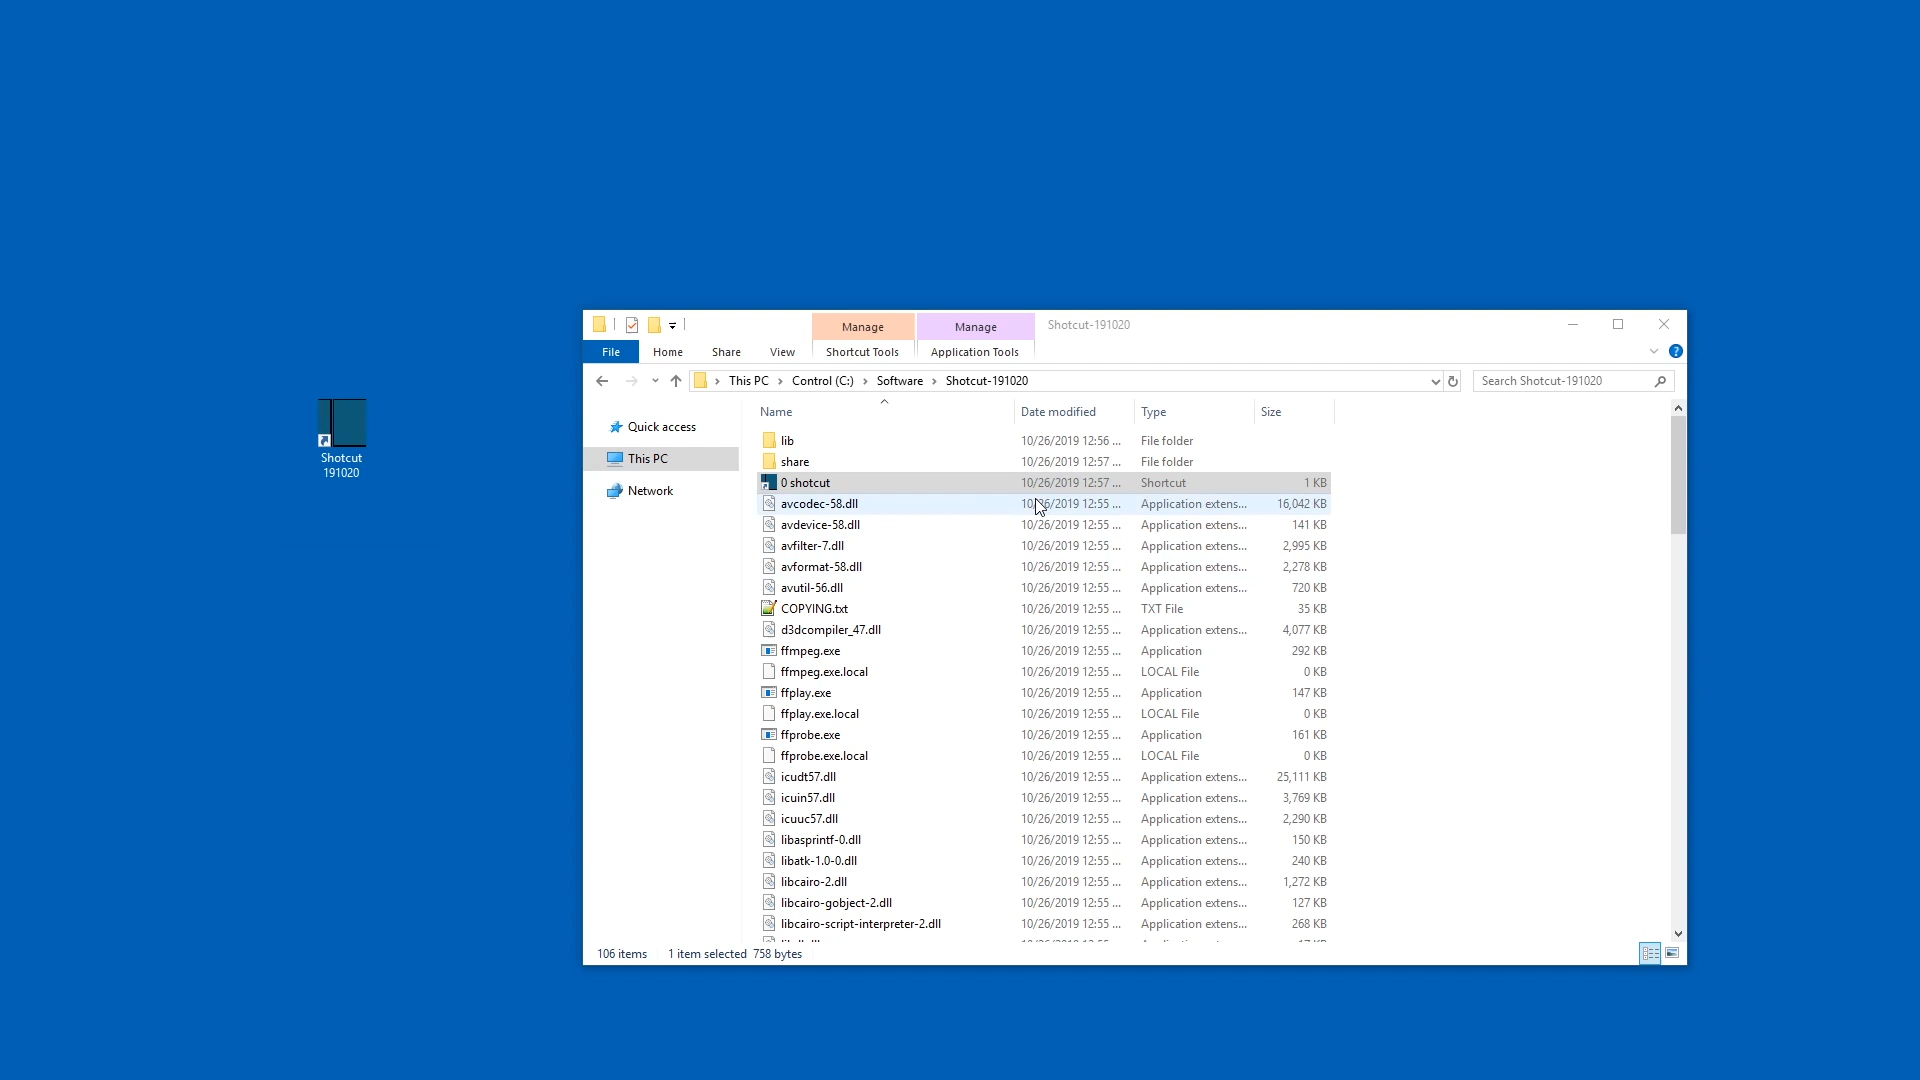 Shotcut
191020
Manage
Manage
Shotcut-191020
File
Home
Share
View
Shortcut Tools
Application Tools
This PC
Control (C:)
Software
Shotcut-191020
Search Shotcut-191020
Quick access
This PC
Network
Name Date modified Type Size
lib 10/26/2019 12:56 ... File folder
share 10/26/2019 12:57 ... File folder
0 shotcut 10/26/2019 12:57 ... Shortcut 1 KB
avcodec-58.dll 10/26/2019 12:55 ... Application extens... 16,042 KB
avdevice-58.dll 10/26/2019 12:55 ... Application extens... 141 KB
avfilter-7.dll 10/26/2019 12:55 ... Application extens... 2,995 KB
avformat-58.dll 10/26/2019 12:55 ... Application extens... 2,278 KB
avutil-56.dll 10/26/2019 12:55 ... Application extens... 720 KB
COPYING.txt 10/26/2019 12:55 ... TXT File 35 KB
d3dcompiler_47.dll 10/26/2019 12:55 ... Application extens... 4,077 KB
ffmpeg.exe 10/26/2019 12:55 ... Application 292 KB
ffmpeg.exe.local 10/26/2019 12:55 ... LOCAL File 0 KB
ffplay.exe 10/26/2019 12:55 ... Application 147 KB
ffplay.exe.local 10/26/2019 12:55 ... LOCAL File 0 KB
ffprobe.exe 10/26/2019 12:55 ... Application 161 KB
ffprobe.exe.local 10/26/2019 12:55 ... LOCAL File 0 KB
icudt57.dll 10/26/2019 12:55 ... Application extens... 25,111 KB
icuin57.dll 10/26/2019 12:55 ... Application extens... 3,769 KB
icuuc57.dll 10/26/2019 12:55 ... Application extens... 2,290 KB
libasprintf-0.dll 10/26/2019 12:55 ... Application extens... 150 KB
libatk-1.0-0.dll 10/26/2019 12:55 ... Application extens... 240 KB
libcairo-2.dll 10/26/2019 12:55 ... Application extens... 1,272 KB
libcairo-gobject-2.dll 10/26/2019 12:55 ... Application extens... 127 KB
libcairo-script-interpreter-2.dll 10/26/2019 12:55 ... Application extens... 268 KB
106 items 1 item selected 758 bytes